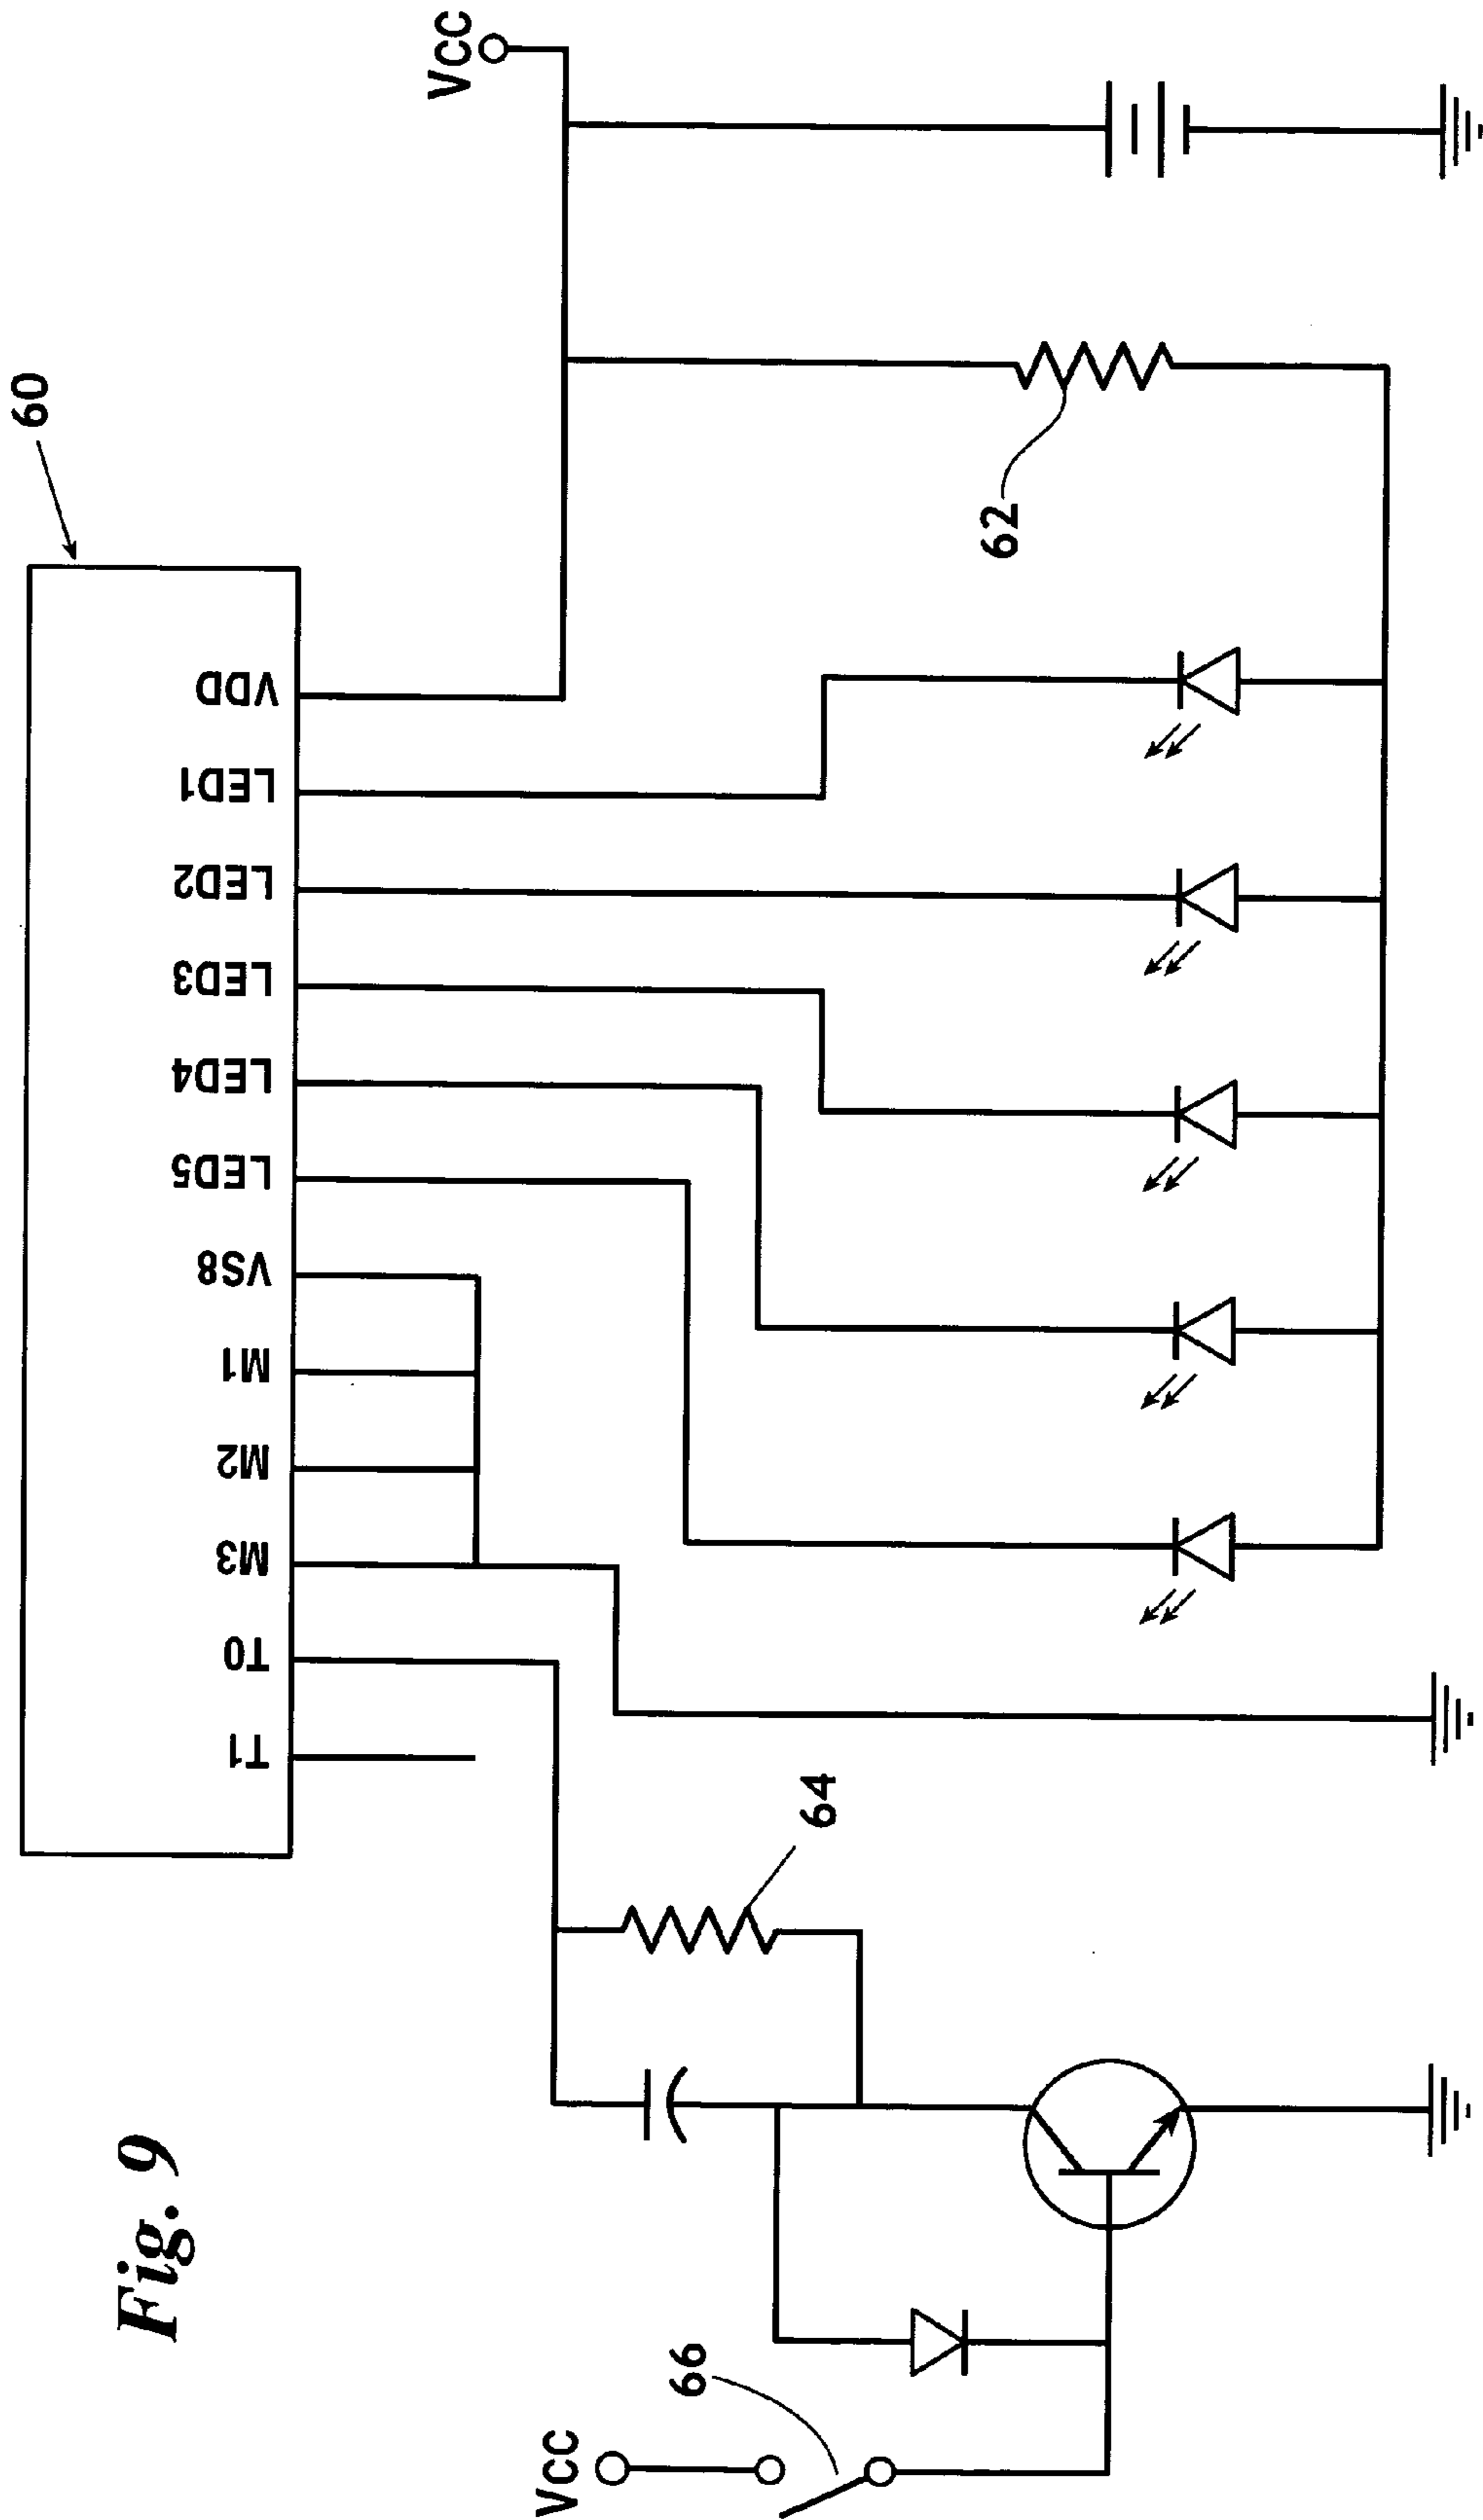 Fig. 9
60
VDD
LED1
LED2
LED3
LED4
LED5
VS8
M1
M2
M3
T0
T1
Vcc
62
64
66
Vcc